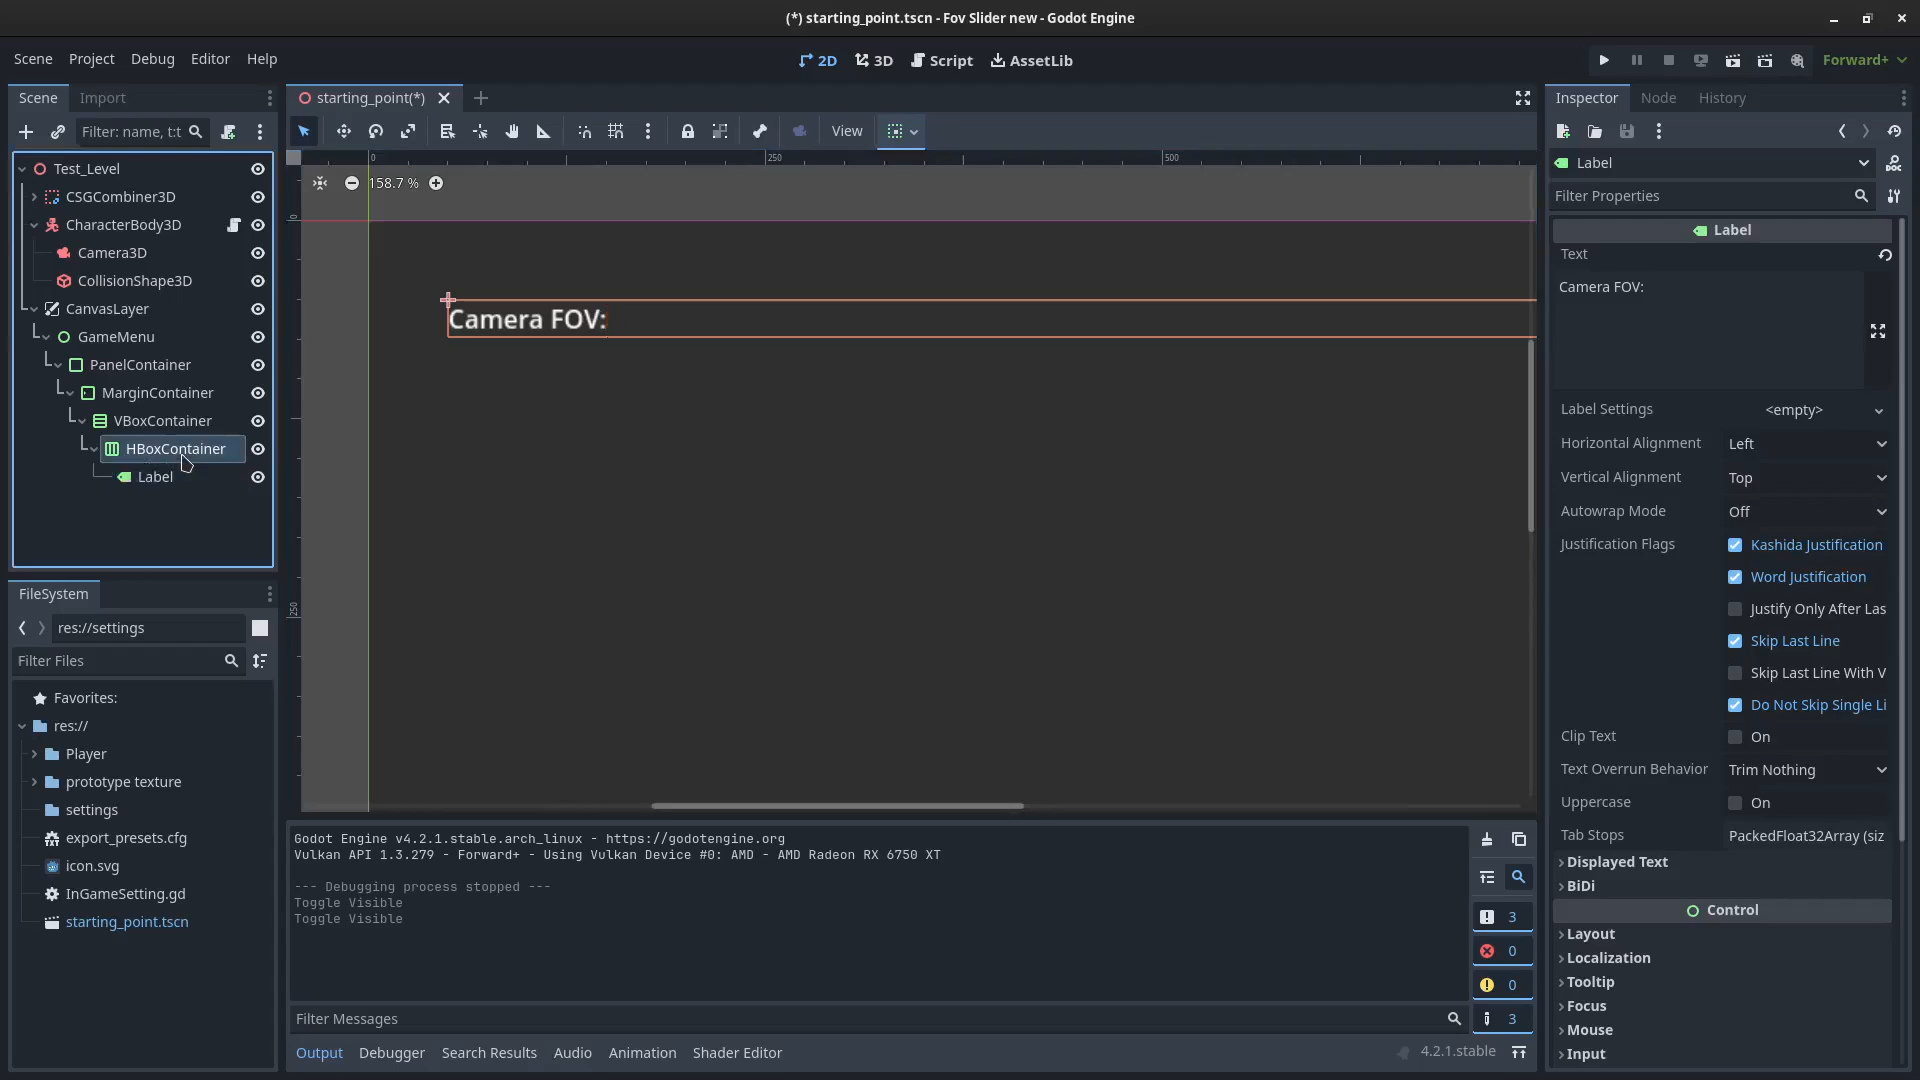 (*) starting_point.tscn - Fov Slider new - Godot Engine
Scene Project Debug Editor Help
2D 3D Script AssetLib
Forward+
Scene Import
Filter: name, t:t
Test_Level
CSGCombiner3D
CharacterBody3D
Camera3D
CollisionShape3D
CanvasLayer
GameMenu
PanelContainer
MarginContainer
VBoxContainer
HBoxContainer
Label
FileSystem
res://settings
Filter Files
Favorites:
res://
Player
prototype texture
settings
export_presets.cfg
icon.svg
InGameSetting.gd
starting_point.tscn
starting_point(*)
View
0 250 500
158.7 %
0
250
Camera FOV:
Godot Engine v4.2.1.stable.arch_linux - https://godotengine.org
Vulkan API 1.3.279 - Forward+ - Using Vulkan Device #0: AMD - AMD Radeon RX 6750 XT
--- Debugging process stopped ---
Toggle Visible
Toggle Visible
3
0
0
3
Filter Messages
Output Debugger Search Results Audio Animation Shader Editor
4.2.1.stable
Inspector Node History
Label
Filter Properties
Label
Text
Camera FOV:
Label Settings <empty>
Horizontal Alignment Left
Vertical Alignment Top
Autowrap Mode Off
Justification Flags Kashida Justification
Word Justification
Justify Only After Las
Skip Last Line
Skip Last Line With V
Do Not Skip Single Li
Clip Text On
Text Overrun Behavior Trim Nothing
Uppercase On
Tab Stops PackedFloat32Array (siz
Displayed Text
BiDi
Control
Layout
Localization
Tooltip
Focus
Mouse
Input